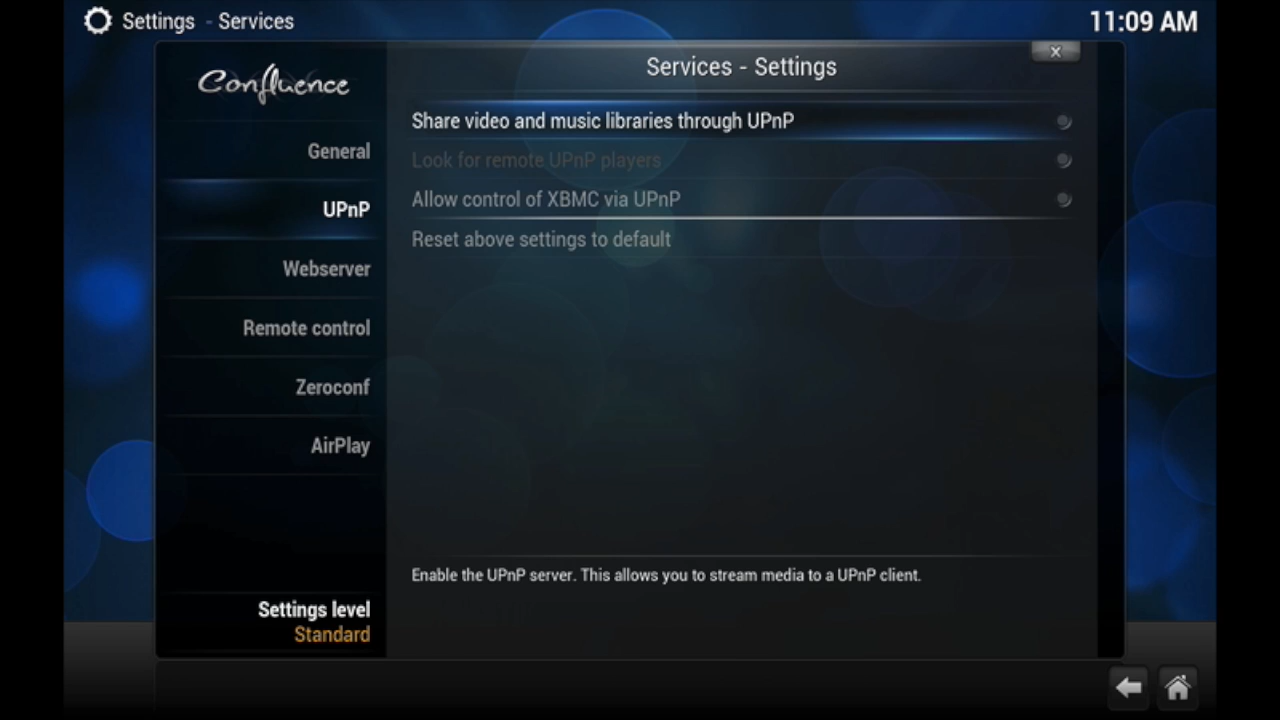 Settings - Services
11:09 AM
Confluence
Services - Settings
General
UPnP
Webserver
Remote control
Zeroconf
AirPlay
Settings level
Standard
Share video and music libraries through UPnP
Look for remote UPnP players
Allow control of XBMC via UPnP
Reset above settings to default
Enable the UPnP server. This allows you to stream media to a UPnP client.